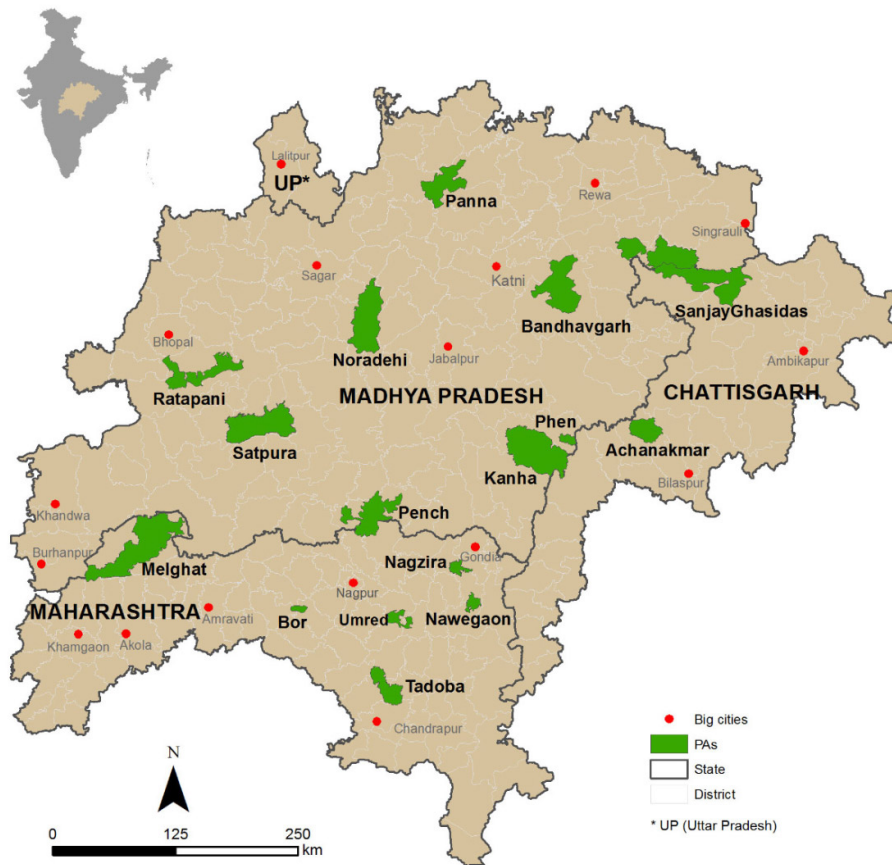 Lalitpur
UP*
Panna
Rewa
Singrauli
Sagar
Katni
Bandhavgarh
SanjayGhasidas
Bhopal
Noradehi
Jabalpur
Ambikapur
Ratapani
MADHYA PRADESH
CHATTISGARH
Satpura
Phen
Achanakmar
Kanha
Bilaspur
Khandwa
Pench
Burhanpur
Melghat
Nagzira
Gondia
Nagpur
MAHARASHTRA
Amravati
Bor
Umred
Nawegaon
Khamgaon
Akola
Tadoba
Chandrapur
N
0 125 250
km
Big cities
PAs
State
District
* UP (Uttar Pradesh)